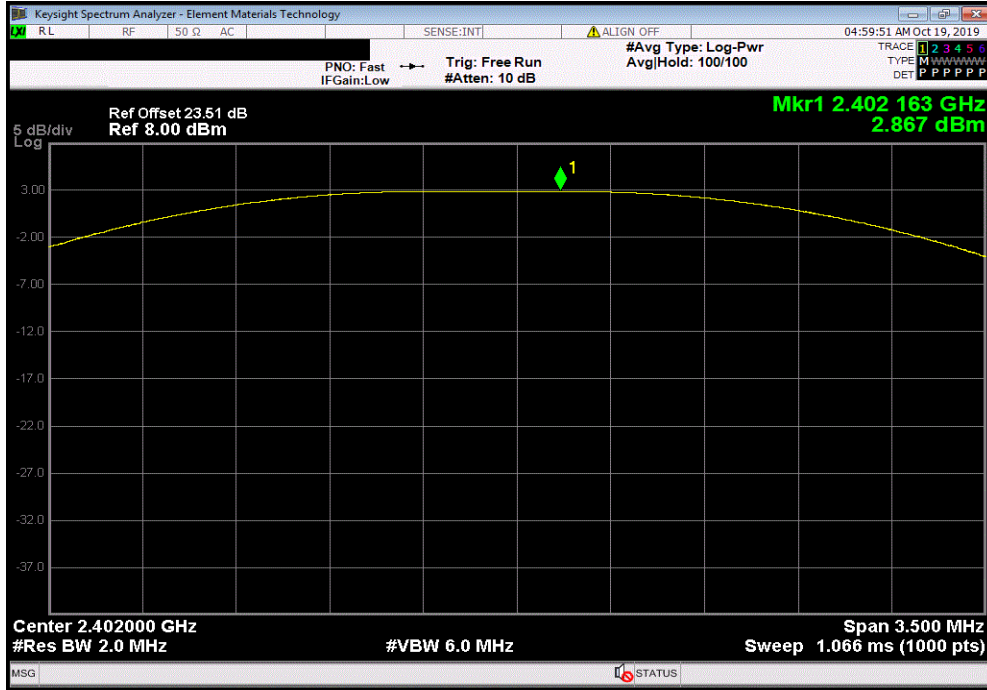 Keysight Spectrum Analyzer - Element Materials Technology
LXI RL RF 50 Ω AC SENSE:INT ALIGN OFF 04:59:51 AM Oct 19, 2019
PNO: Fast Trig: Free Run #Avg Type: Log-Pwr TRACE 1 2 3 4 5 6
IFGain:Low #Atten: 10 dB Avg|Hold: 100/100 TYPE M WWWWW
DET P P P P P P
Ref Offset 23.51 dB Mkr1 2.402 163 GHz
5 dB/div Ref 8.00 dBm 2.867 dBm
Log
1
3.00
-2.00
-7.00
-12.0
-17.0
-22.0
-27.0
-32.0
-37.0
Center 2.402000 GHz Span 3.500 MHz
#Res BW 2.0 MHz #VBW 6.0 MHz Sweep 1.066 ms (1000 pts)
MSG STATUS